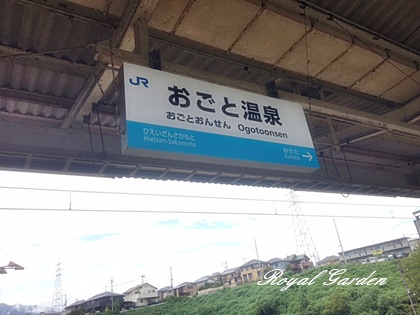 JR
おごと温泉
おごとおんせん Ogotoonsen
ひえいざんさかもと
Hieizan-Sakamoto
かたた
Katata
Royal Garden